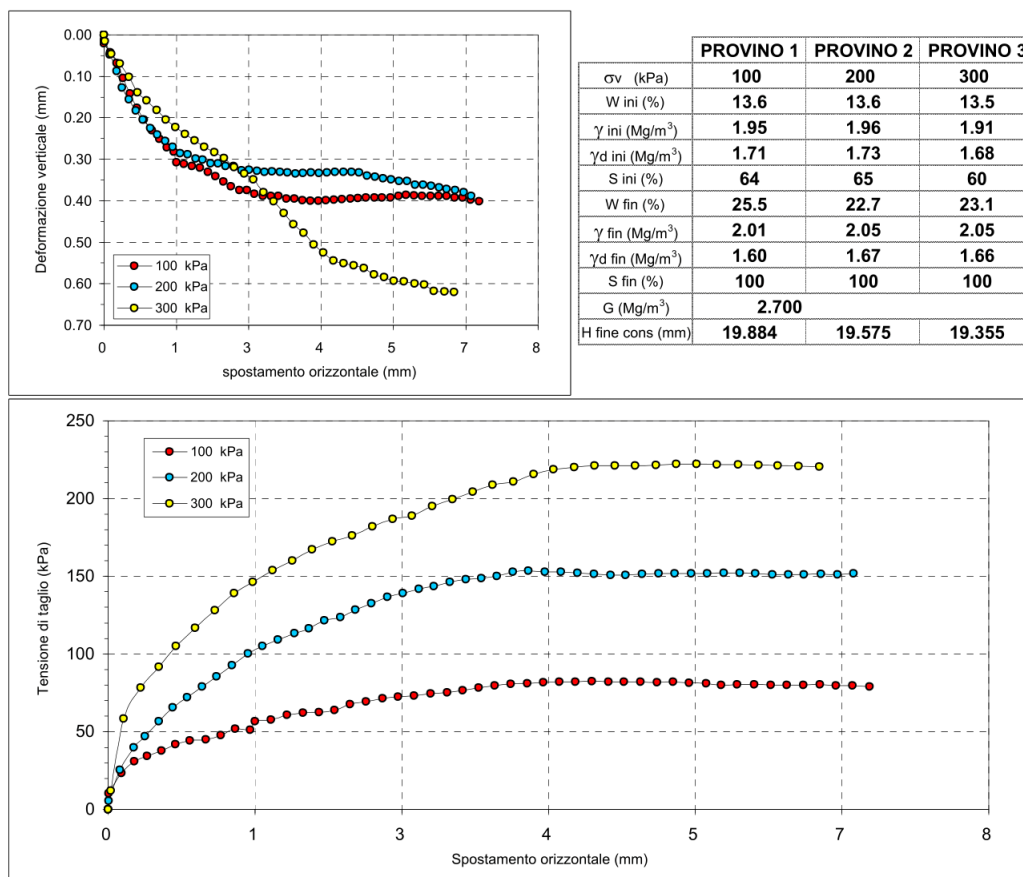 0.00
0.10
0.20
0.30
0.40
0.50
0.60
0.70
Deformazione verticale (mm)
100 kPa
200 kPa
300 kPa
0 1 3 4 5 7 8
spostamento orizzontale (mm)
PROVINO 1 PROVINO 2 PROVINO 3
σv (kPa) 100 200 300
W ini (%) 13.6 13.6 13.5
γ ini (Mg/m³) 1.95 1.96 1.91
γd ini (Mg/m³) 1.71 1.73 1.68
S ini (%) 64 65 60
W fin (%) 25.5 22.7 23.1
γ fin (Mg/m³) 2.01 2.05 2.05
γd fin (Mg/m³) 1.60 1.67 1.66
S fin (%) 100 100 100
G (Mg/m³) 2.700
H fine cons (mm) 19.884 19.575 19.355
250
200
150
100
50
0
Tensione di taglio (kPa)
100 kPa
200 kPa
300 kPa
0 1 3 4 5 7 8
Spostamento orizzontale (mm)